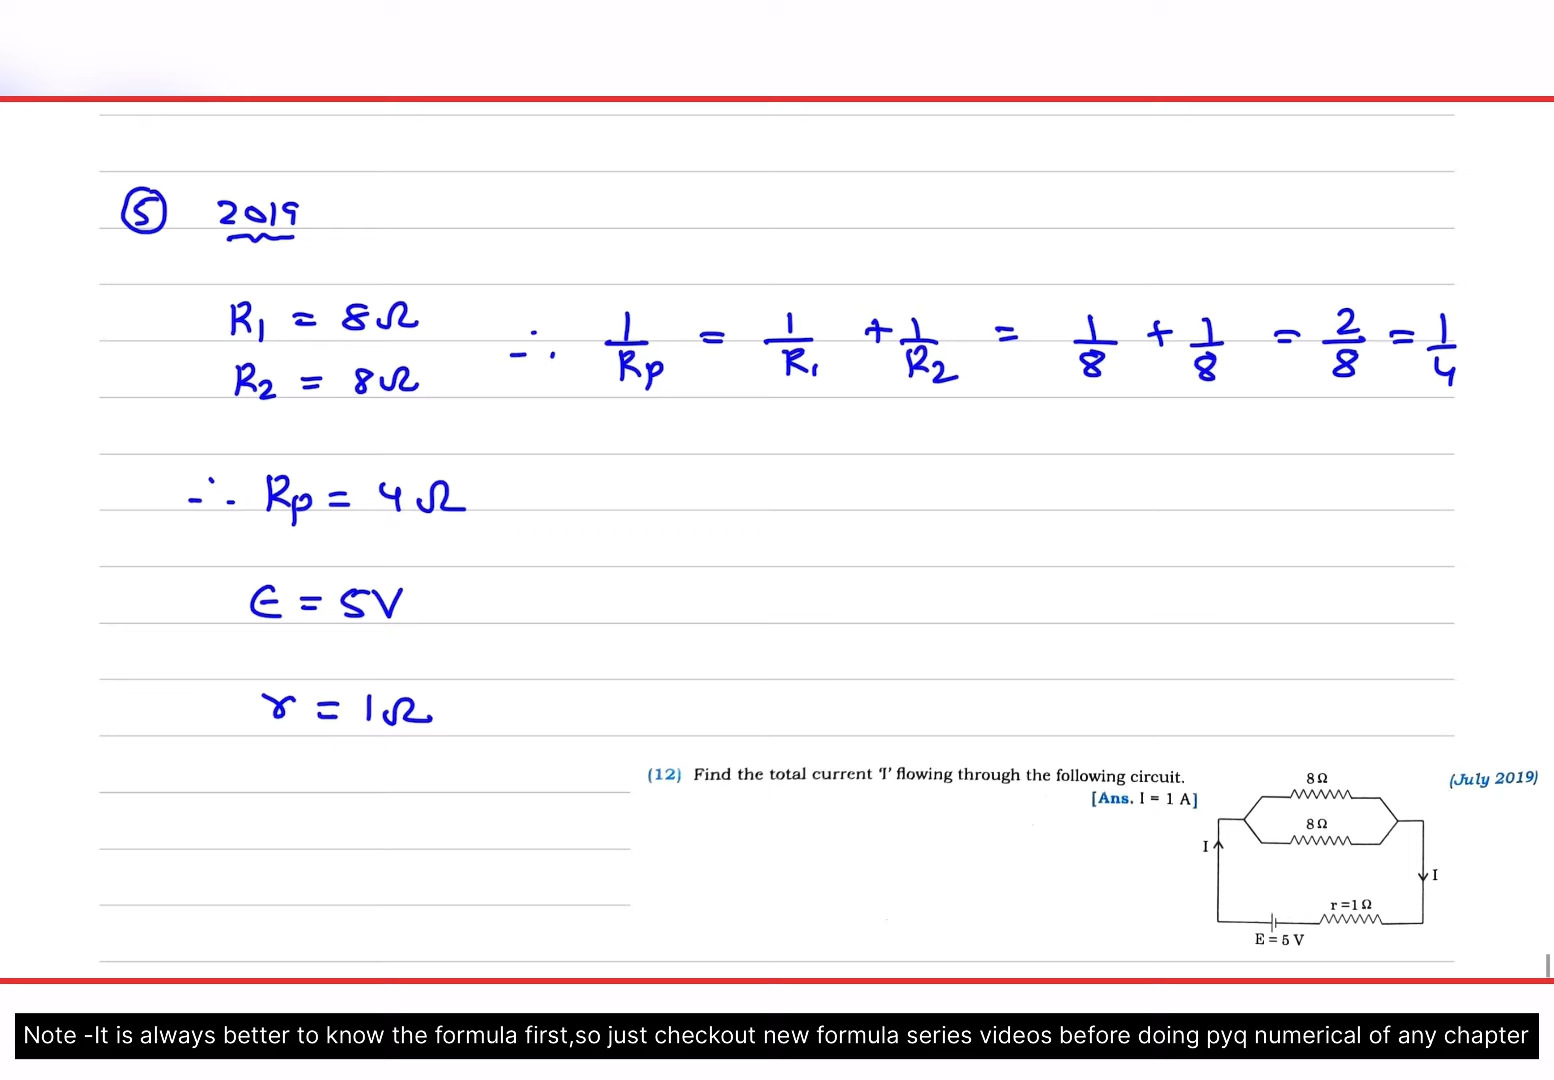 5 2019
R1 = 8Ω
R2 = 8Ω
∴ 1/Rp = 1/R1 + 1/R2 = 1/8 + 1/8 = 2/8 = 1/4
∴ Rp = 4Ω
E = 5V
r = 1Ω
(12) Find the total current 'I' flowing through the following circuit. (July 2019)
[Ans. I = 1 A]
8Ω
8Ω
I
I
r=1Ω
E = 5 V
Note -It is always better to know the formula first,so just checkout new formula series videos before doing pyq numerical of any chapter